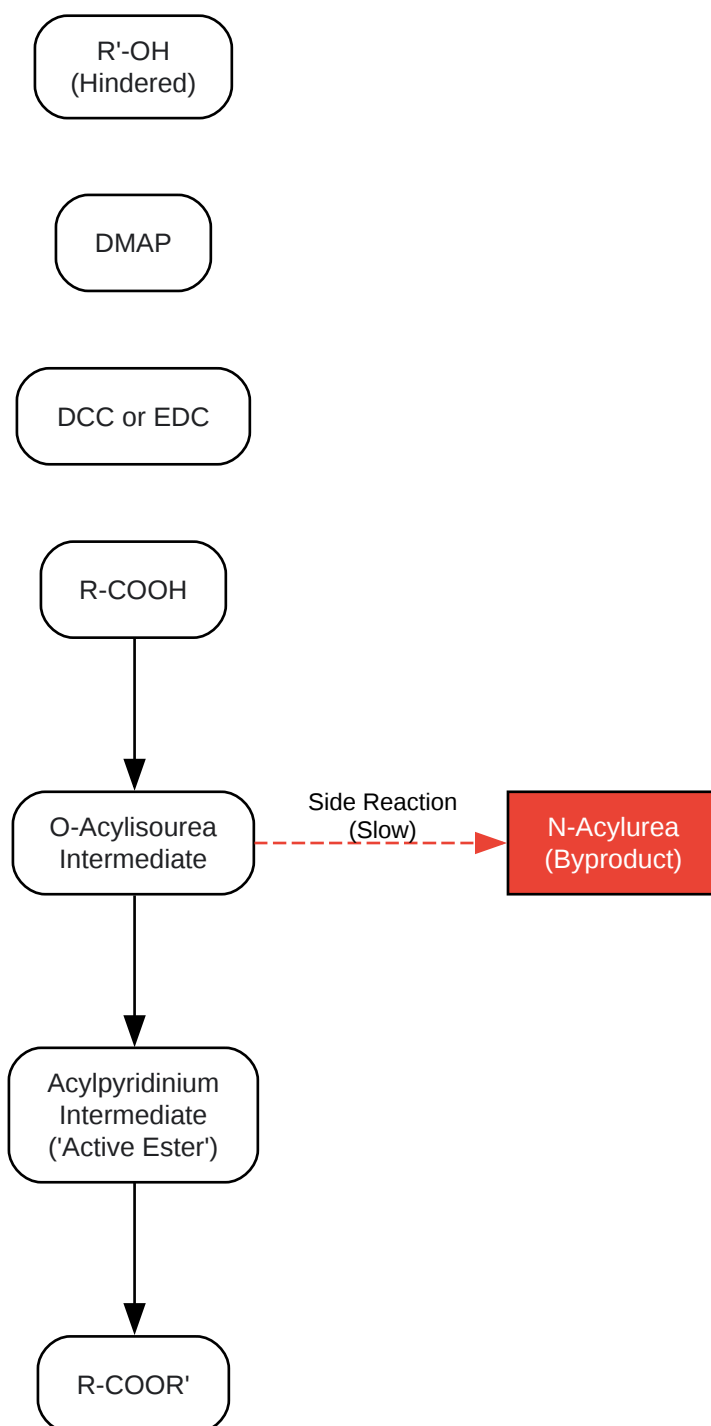 R'-OH
(Hindered)
DMAP
DCC or EDC
R-COOH
O-Acylisourea
Intermediate
Side Reaction
(Slow)
N-Acylurea
(Byproduct)
Acylpyridinium
Intermediate
('Active Ester')
R-COOR'